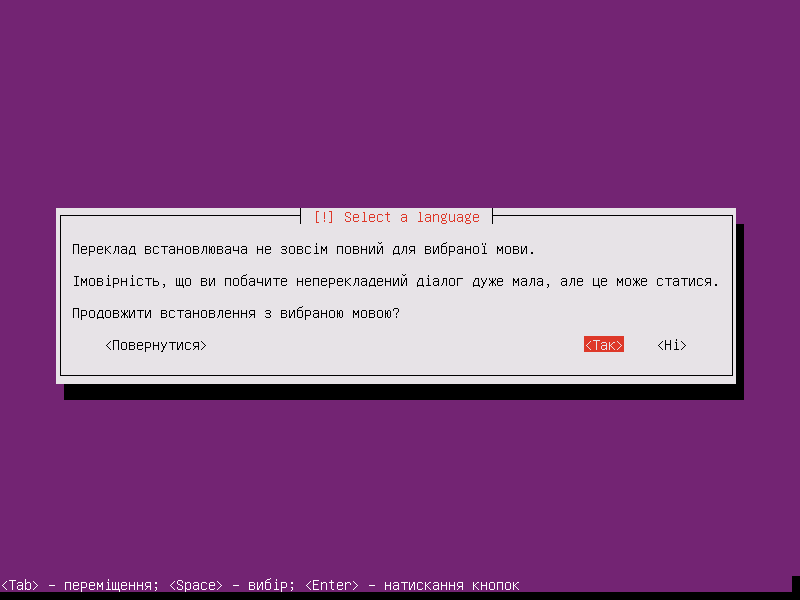 [!] Select a language
Переклад встановлювача не зовсім повний для вибраної мови.
Імовірність, що ви побачите неперекладений діалог дуже мала, але це може статися.
Продовжити встановлення з вибраною мовою?
<Повернутися> <Так> <Ні>
<Tab> – переміщення; <Space> – вибір; <Enter> – натискання кнопок